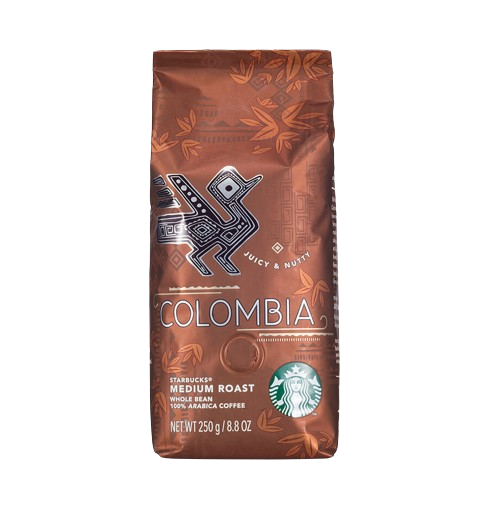 JUICY & NUTTY
COLOMBIA
STARBUCKS®
MEDIUM ROAST
WHOLE BEAN
100% ARABICA COFFEE
NET WT 250 g / 8.8 OZ